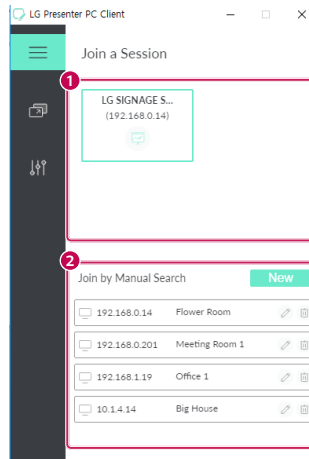 LG Presenter PC Client
Join a Session
1
LG SIGNAGE S...
(192.168.0.14)
2
Join by Manual Search New
192.168.0.14 Flower Room
192.168.0.201 Meeting Room 1
192.168.1.19 Office 1
10.1.4.14 Big House